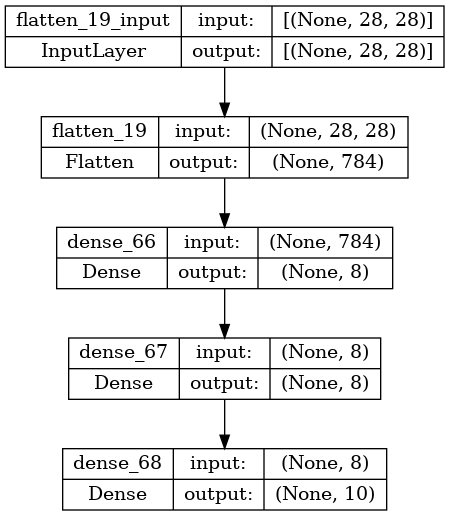 flatten_19_input input: [(None, 28, 28)]
InputLayer output: [(None, 28, 28)]
flatten_19 input: (None, 28, 28)
Flatten output: (None, 784)
dense_66 input: (None, 784)
Dense output: (None, 8)
dense_67 input: (None, 8)
Dense output: (None, 8)
dense_68 input: (None, 8)
Dense output: (None, 10)